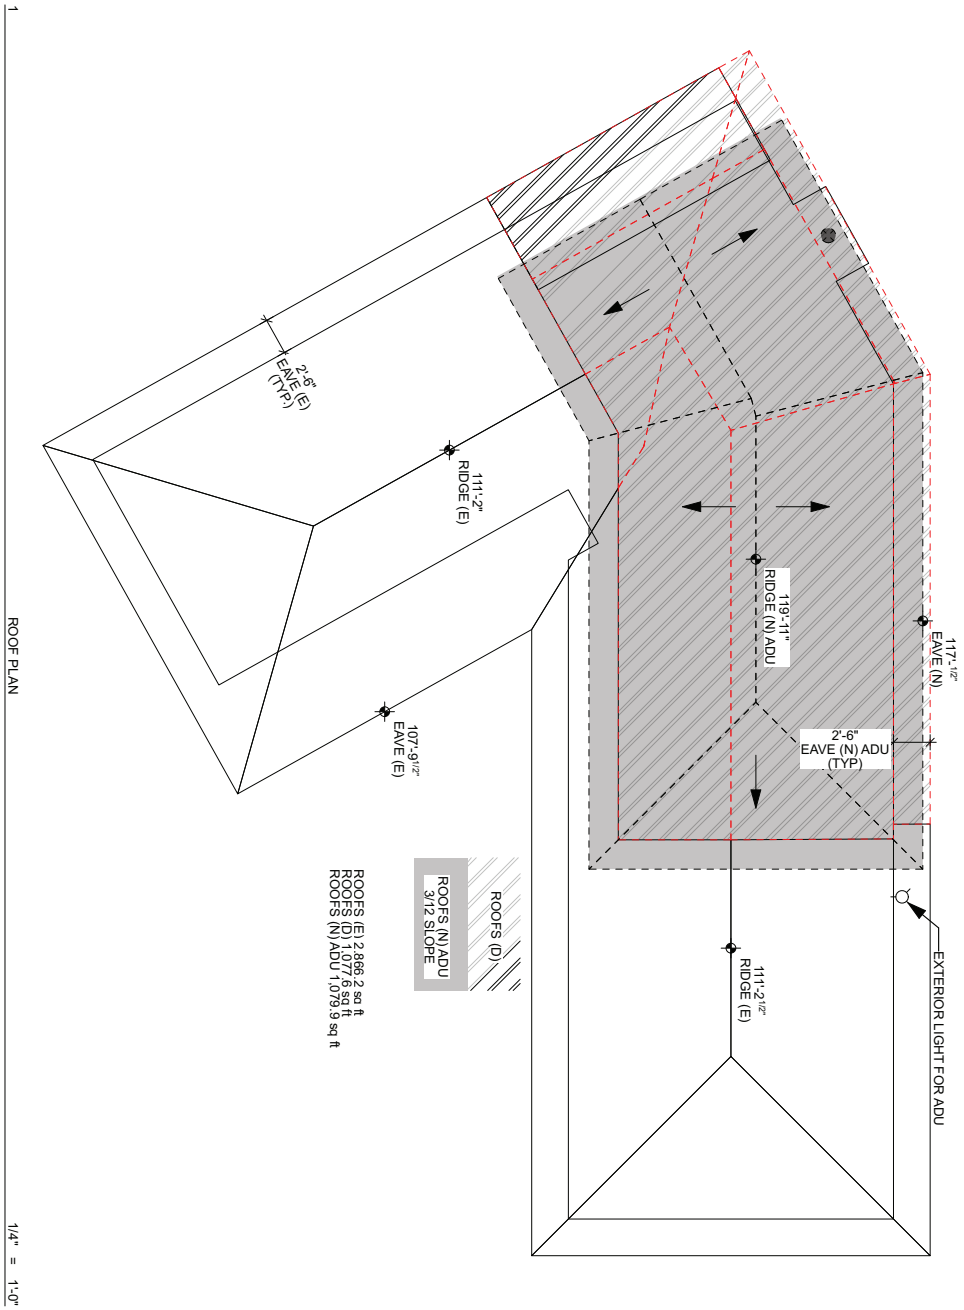 EXTERIOR LIGHT FOR ADU
117'-1/2"
EAVE (N)
2'-6"
EAVE (N) ADU
(TYP)
119'-11"
RIDGE (N) ADU
111'-2 1/2"
RIDGE (E)
111'-2"
RIDGE (E)
2'-6"
EAVE (E)
(TYP.)
107'-9 1/2"
EAVE (E)
ROOFS (D)
ROOFS (N) ADU
3/12 SLOPE
ROOFS (E) 2,866.2 sq ft
ROOFS (D) 1,077.6 sq ft
ROOFS (N) ADU 1,079.9 sq ft
1
ROOF PLAN
1/4" = 1'-0"